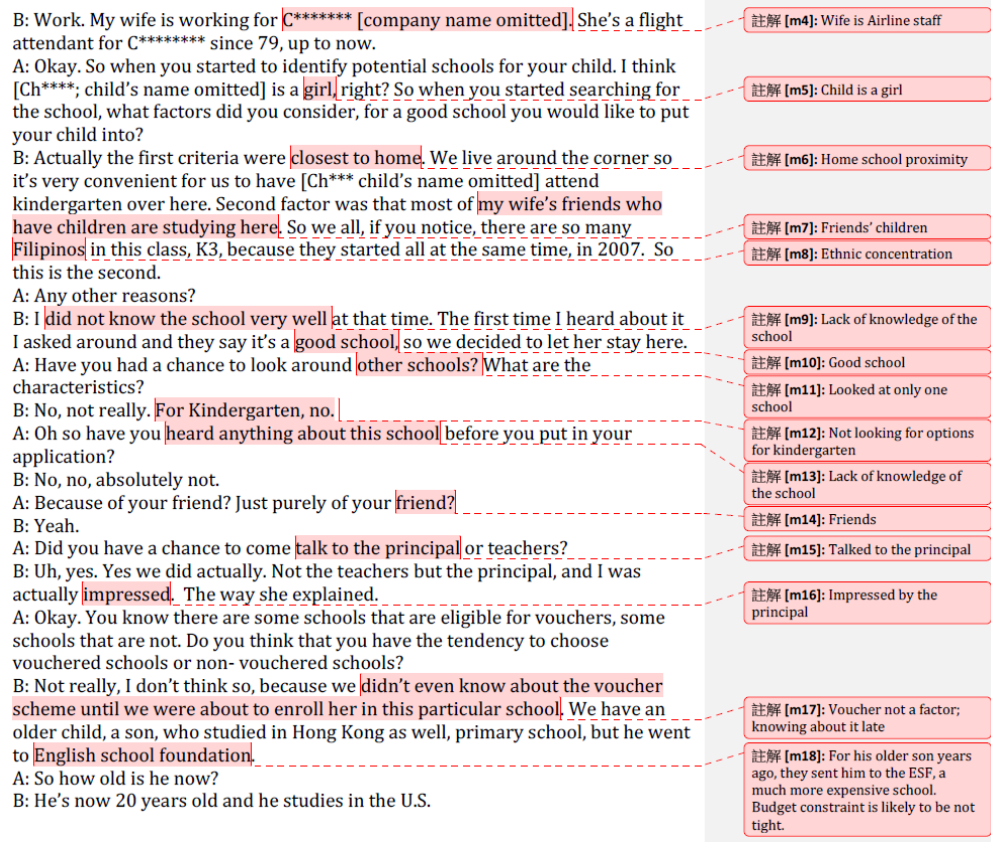 B: Work. My wife is working for C******* [company name omitted]. She's a flight
attendant for C******** since 79, up to now.
A: Okay. So when you started to identify potential schools for your child. I think
[Ch****; child's name omitted] is a girl, right? So when you started searching for
the school, what factors did you consider, for a good school you would like to put
your child into?
B: Actually the first criteria were closest to home. We live around the corner so
it's very convenient for us to have [Ch*** child's name omitted] attend
kindergarten over here. Second factor was that most of my wife's friends who
have children are studying here. So we all, if you notice, there are so many
Filipinos in this class, K3, because they started all at the same time, in 2007.  So
this is the second.
A: Any other reasons?
B: I did not know the school very well at that time. The first time I heard about it
I asked around and they say it's a good school, so we decided to let her stay here.
A: Have you had a chance to look around other schools? What are the
characteristics?
B: No, not really. For Kindergarten, no.
A: Oh so have you heard anything about this school before you put in your
application?
B: No, no, absolutely not.
A: Because of your friend? Just purely of your friend?
B: Yeah.
A: Did you have a chance to come talk to the principal or teachers?
B: Uh, yes. Yes we did actually. Not the teachers but the principal, and I was
actually impressed.  The way she explained.
A: Okay. You know there are some schools that are eligible for vouchers, some
schools that are not. Do you think that you have the tendency to choose
vouchered schools or non- vouchered schools?
B: Not really, I don't think so, because we didn't even know about the voucher
scheme until we were about to enroll her in this particular school. We have an
older child, a son, who studied in Hong Kong as well, primary school, but he went
to English school foundation.
A: So how old is he now?
B: He's now 20 years old and he studies in the U.S.
註解 [m4]: Wife is Airline staff
註解 [m5]: Child is a girl
註解 [m6]: Home school proximity
註解 [m7]: Friends' children
註解 [m8]: Ethnic concentration
註解 [m9]: Lack of knowledge of the
school
註解 [m10]: Good school
註解 [m11]: Looked at only one
school
註解 [m12]: Not looking for options
for kindergarten
註解 [m13]: Lack of knowledge of
the school
註解 [m14]: Friends
註解 [m15]: Talked to the principal
註解 [m16]: Impressed by the
principal
註解 [m17]: Voucher not a factor;
knowing about it late
註解 [m18]: For his older son years
ago, they sent him to the ESF, a
much more expensive school.
Budget constraint is likely to be not
tight.